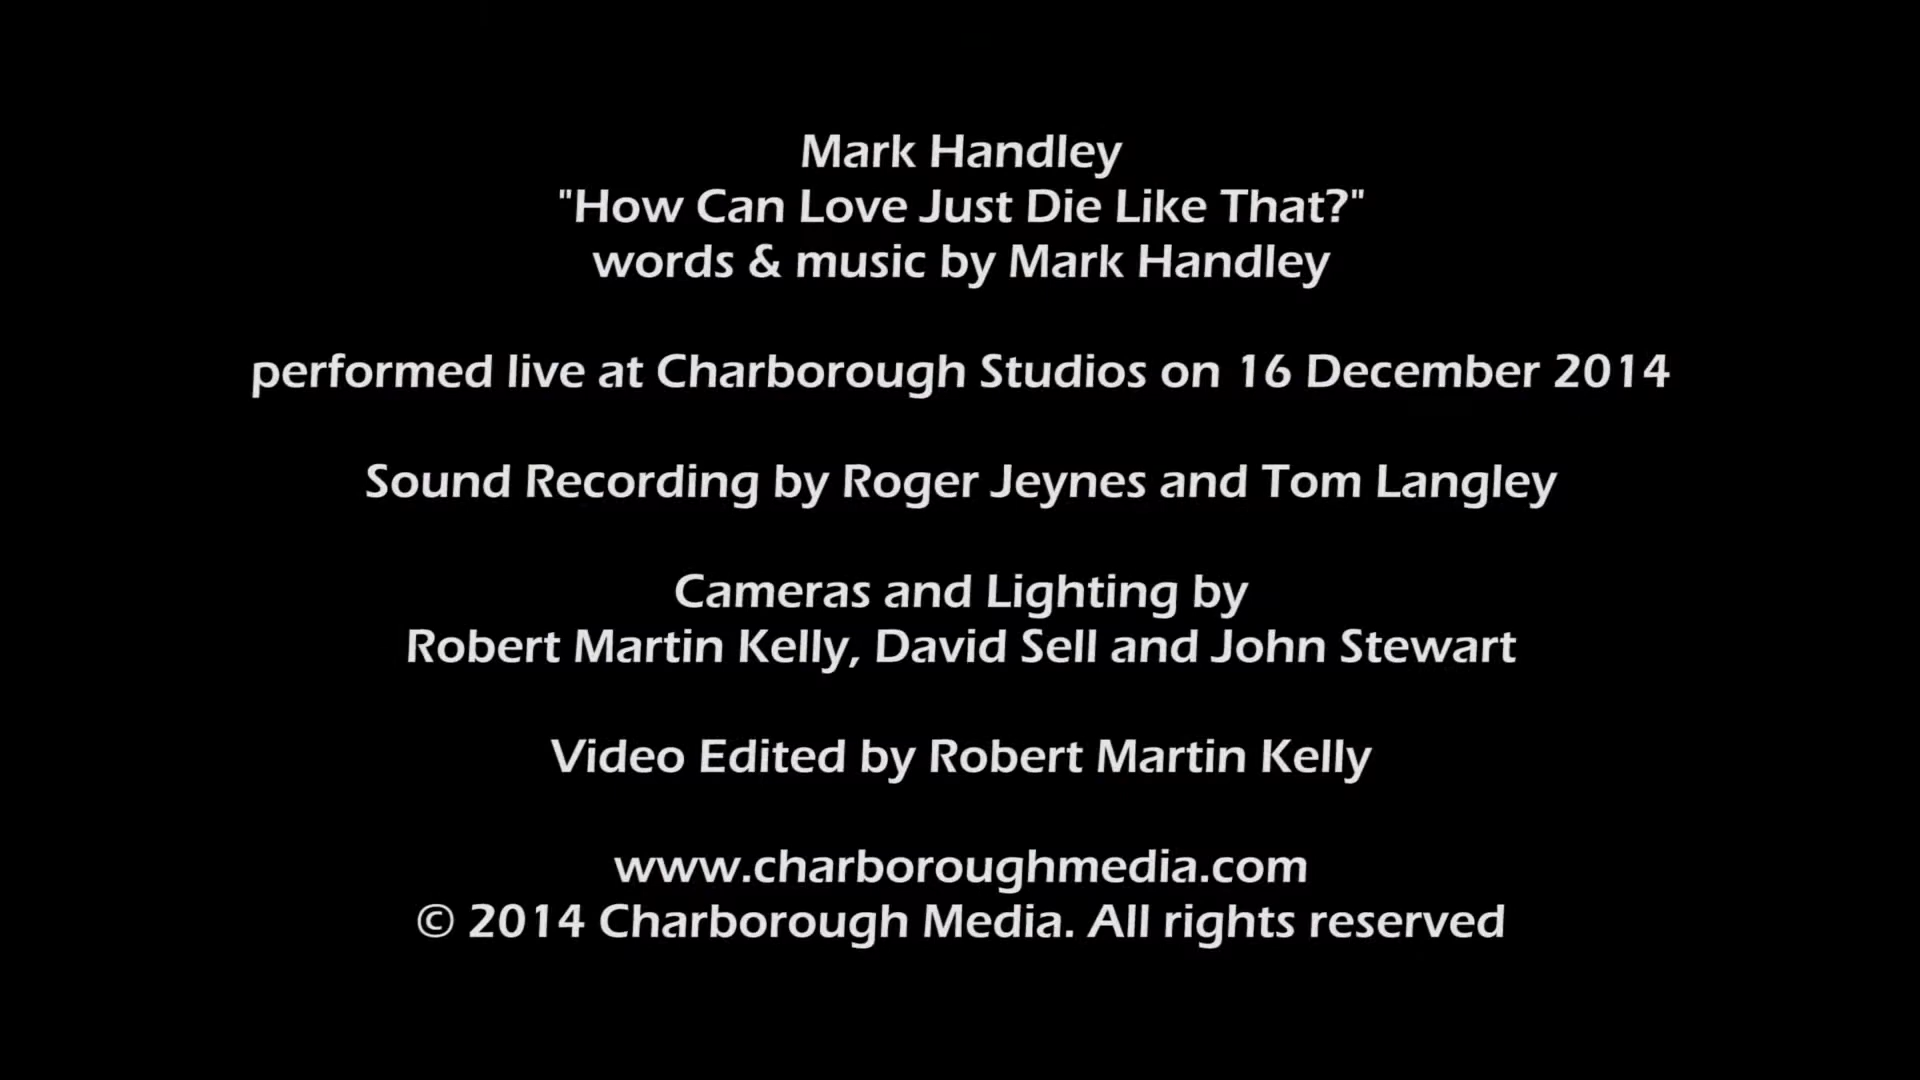 Mark Handley
"How Can Love Just Die Like That?"
words & music by Mark Handley
performed live at Charborough Studios on 16 December 2014
Sound Recording by Roger Jeynes and Tom Langley
Cameras and Lighting by
Robert Martin Kelly, David Sell and John Stewart
Video Edited by Robert Martin Kelly
www.charboroughmedia.com
© 2014 Charborough Media. All rights reserved